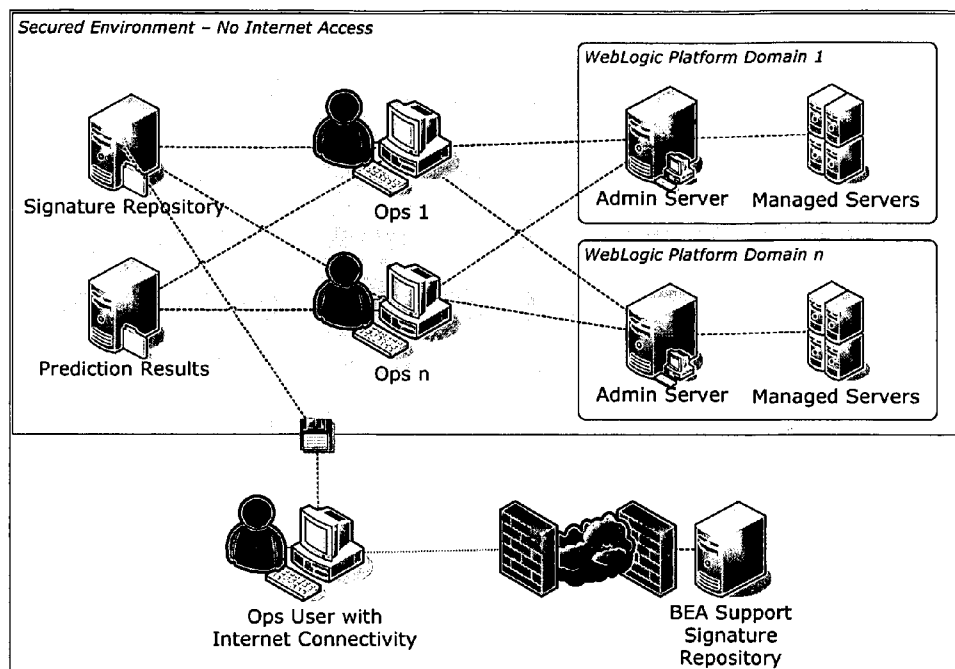 Secured Environment – No Internet Access
WebLogic Platform Domain 1
Signature Repository
Ops 1
Admin Server
Managed Servers
WebLogic Platform Domain n
Prediction Results
Ops n
Admin Server
Managed Servers
Ops User with
Internet Connectivity
BEA Support
Signature
Repository